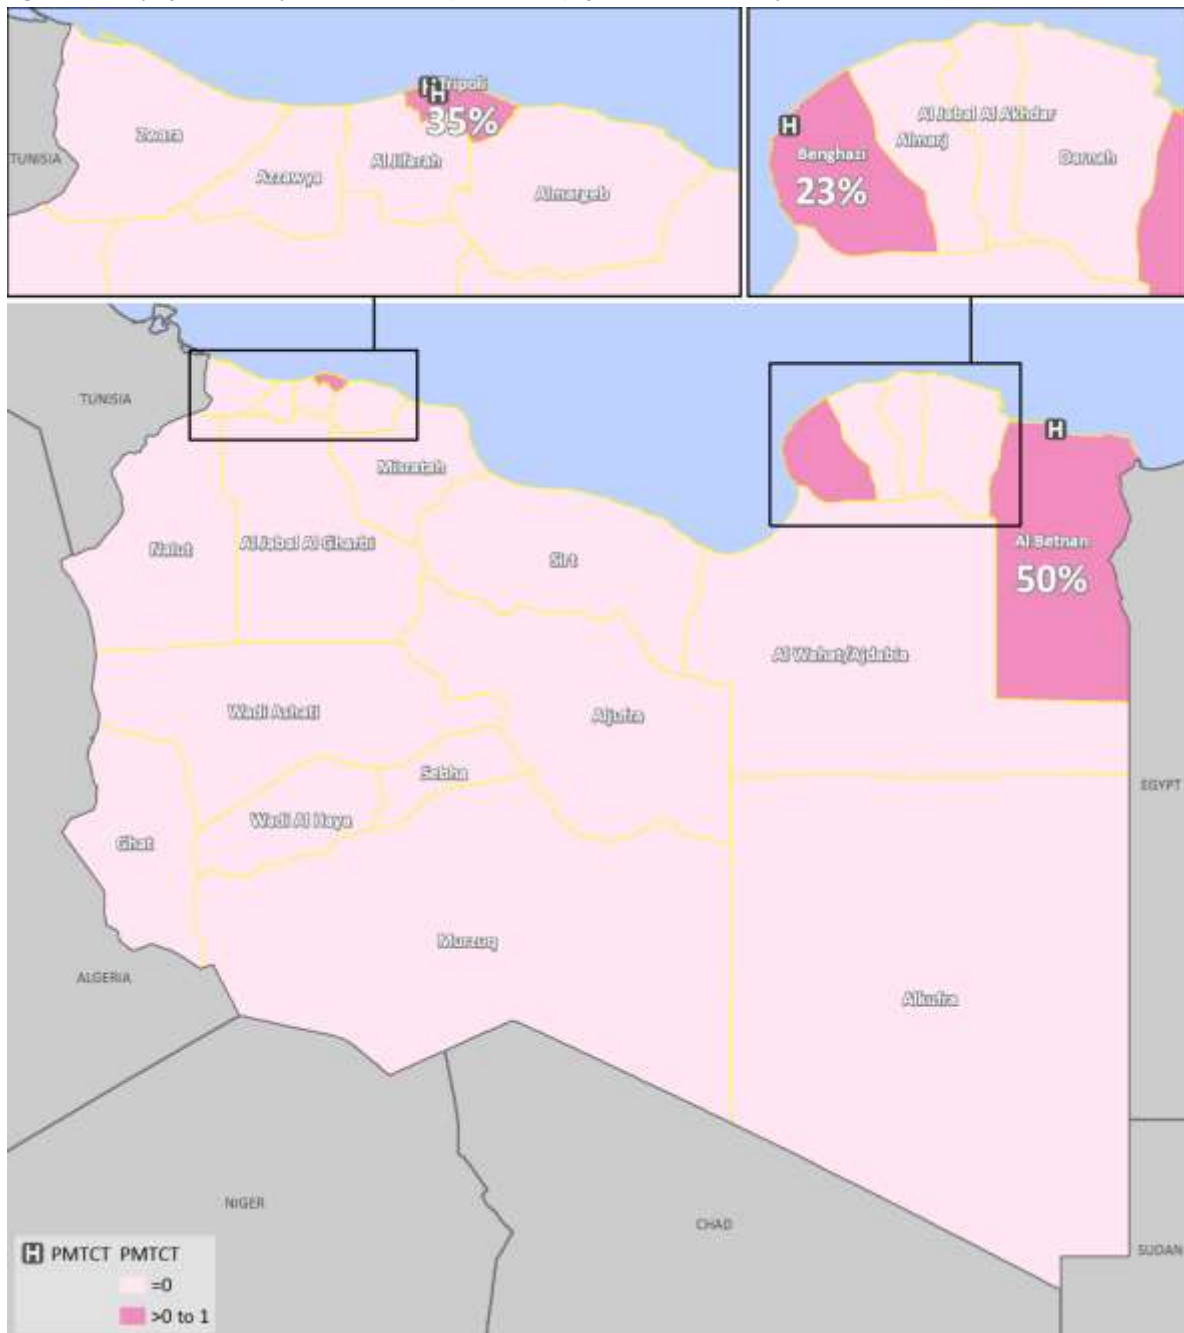 H
H
Tripoli
35%
Zwara
TUNISIA
Azzawya
Al Jifarah
Almargeb
H
Benghazi
23%
Al Jabal Al Akhdar
Almarj
Darnah
TUNISIA
H
Misratah
Nalut
Al Jabal Al Gharbi
Sirt
Al Betnan
50%
Al Wahat/Ajdabia
Wadi Ashati
Aljufra
Sebha
EGYPT
Wadi Al Haya
Ghat
Murzuq
ALGERIA
Alkufra
NIGER
CHAD
SUDAN
H PMTCT PMTCT
=0
>0 to 1